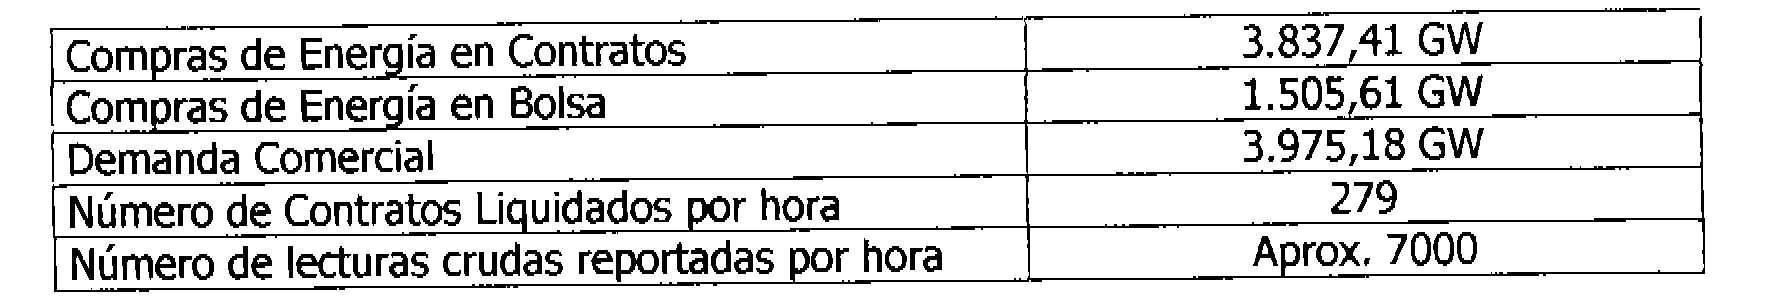 Compras de Energía en Contratos 3.837,41 GW
Compras de Energía en Bolsa 1.505,61 GW
Demanda Comercial 3.975,18 GW
Número de Contratos Liquidados por hora 279
Número de lecturas crudas reportadas por hora Aprox. 7000